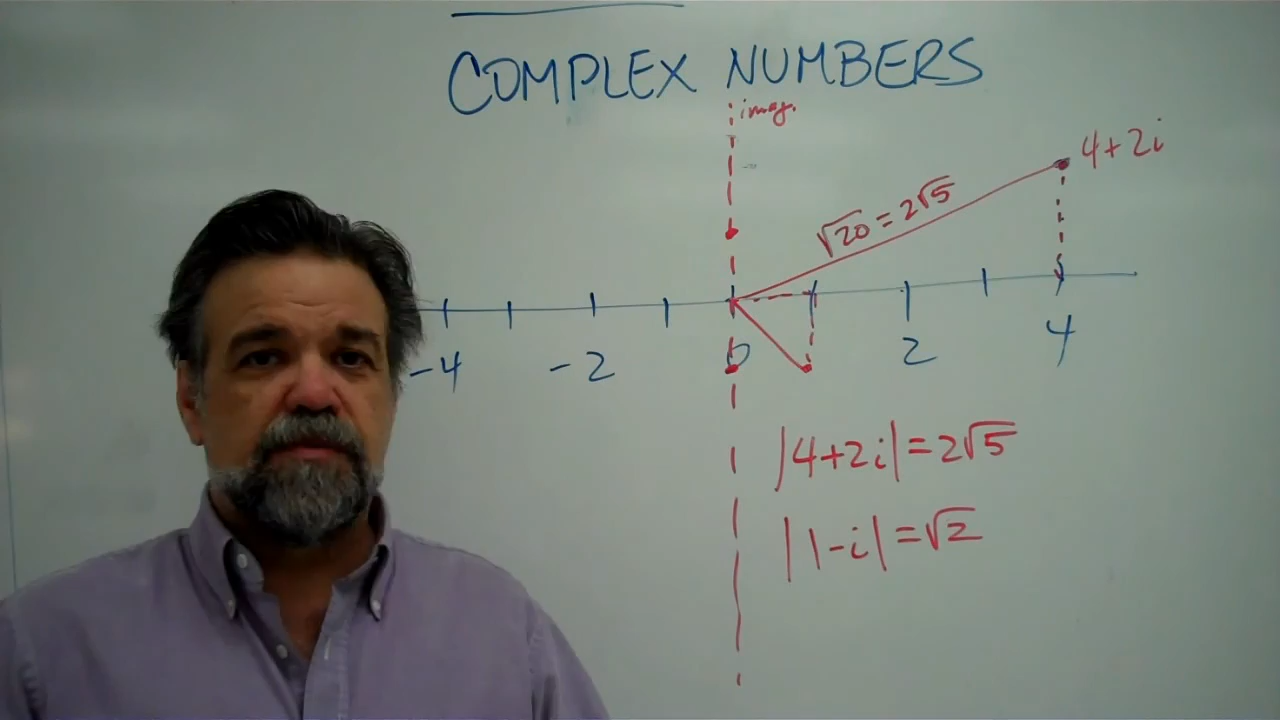 COMPLEX NUMBERS
imag.
4+2i
√20=2√5
-4 -2 0 2 4
|4+2i|=2√5
|1-i|=√2